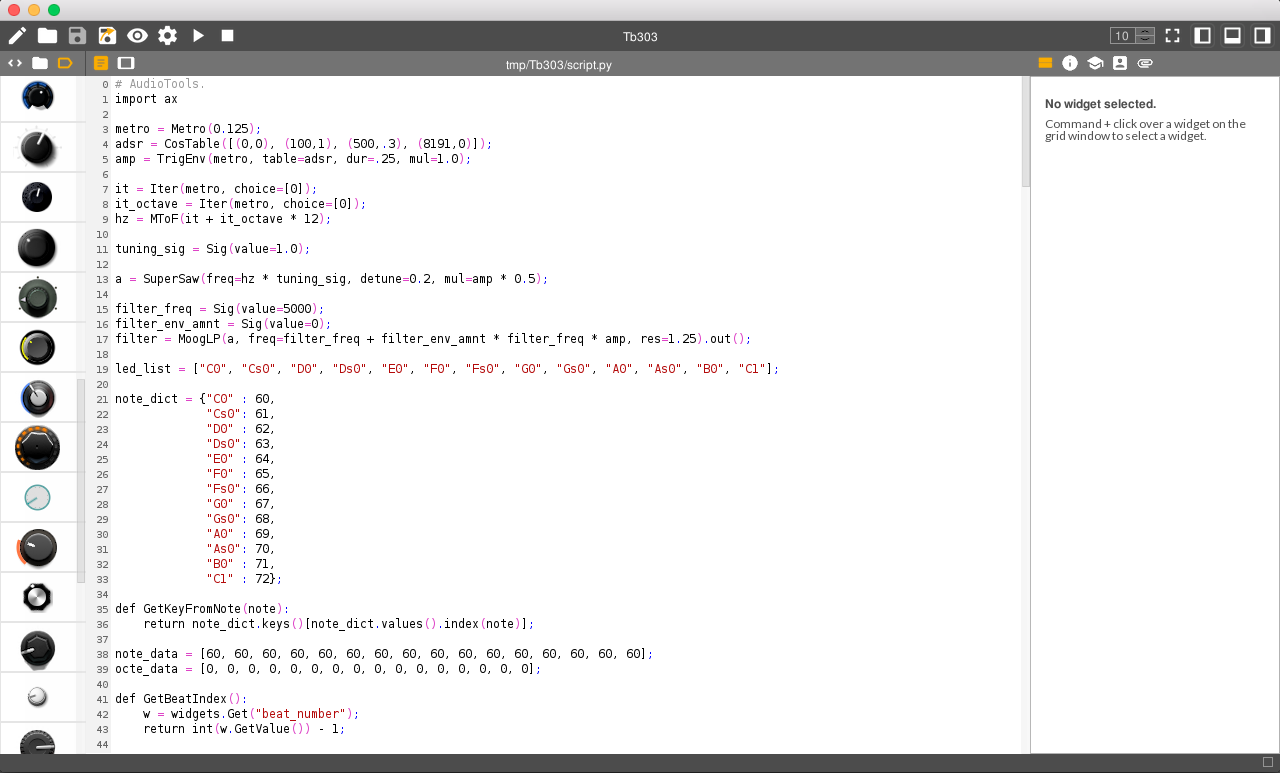 Tb303
10
tmp/Tb303/script.py
0 # AudioTools.
1 import ax
2
3 metro = Metro(0.125);
4 adsr = CosTable([(0,0), (100,1), (500,.3), (8191,0)]);
5 amp = TrigEnv(metro, table=adsr, dur=.25, mul=1.0);
6
7 it = Iter(metro, choice=[0]);
8 it_octave = Iter(metro, choice=[0]);
9 hz = MToF(it + it_octave * 12);
10
11 tuning_sig = Sig(value=1.0);
12
13 a = SuperSaw(freq=hz * tuning_sig, detune=0.2, mul=amp * 0.5);
14
15 filter_freq = Sig(value=5000);
16 filter_env_amnt = Sig(value=0);
17 filter = MoogLP(a, freq=filter_freq + filter_env_amnt * filter_freq * amp, res=1.25).out();
18
19 led_list = ["C0", "Cs0", "D0", "Ds0", "E0", "F0", "Fs0", "G0", "Gs0", "A0", "As0", "B0", "C1"];
20
21 note_dict = {"C0" : 60,
22 "Cs0": 61,
23 "D0" : 62,
24 "Ds0": 63,
25 "E0" : 64,
26 "F0" : 65,
27 "Fs0": 66,
28 "G0" : 67,
29 "Gs0": 68,
30 "A0" : 69,
31 "As0": 70,
32 "B0" : 71,
33 "C1" : 72};
34
35 def GetKeyFromNote(note):
36 return note_dict.keys()[note_dict.values().index(note)];
37
38 note_data = [60, 60, 60, 60, 60, 60, 60, 60, 60, 60, 60, 60, 60, 60, 60, 60];
39 octe_data = [0, 0, 0, 0, 0, 0, 0, 0, 0, 0, 0, 0, 0, 0, 0, 0];
40
41 def GetBeatIndex():
42 w = widgets.Get("beat_number");
43 return int(w.GetValue()) - 1;
44
No widget selected.
Command + click over a widget on the
grid window to select a widget.